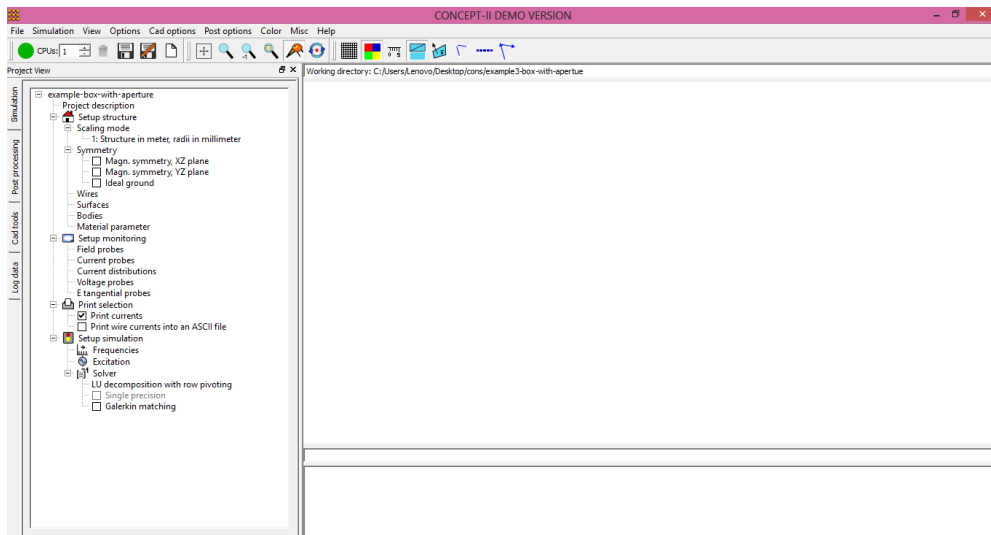 CONCEPT-II DEMO VERSION
File Simulation View Options Cad options Post options Color Misc Help
CPUs: 1
Project View
Working directory: C:/Users/Lenovo/Desktop/cons/example3-box-with-apertue
Simulation
Post processing
Cad tools
Log data
example-box-with-aperture
Project description
Setup structure
Scaling mode
1: Structure in meter, radii in millimeter
Symmetry
Magn. symmetry, XZ plane
Magn. symmetry, YZ plane
Ideal ground
Wires
Surfaces
Bodies
Material parameter
Setup monitoring
Field probes
Current probes
Current distributions
Voltage probes
E tangential probes
Print selection
Print currents
Print wire currents into an ASCII file
Setup simulation
Frequencies
Excitation
Solver
LU decomposition with row pivoting
Single precision
Galerkin matching